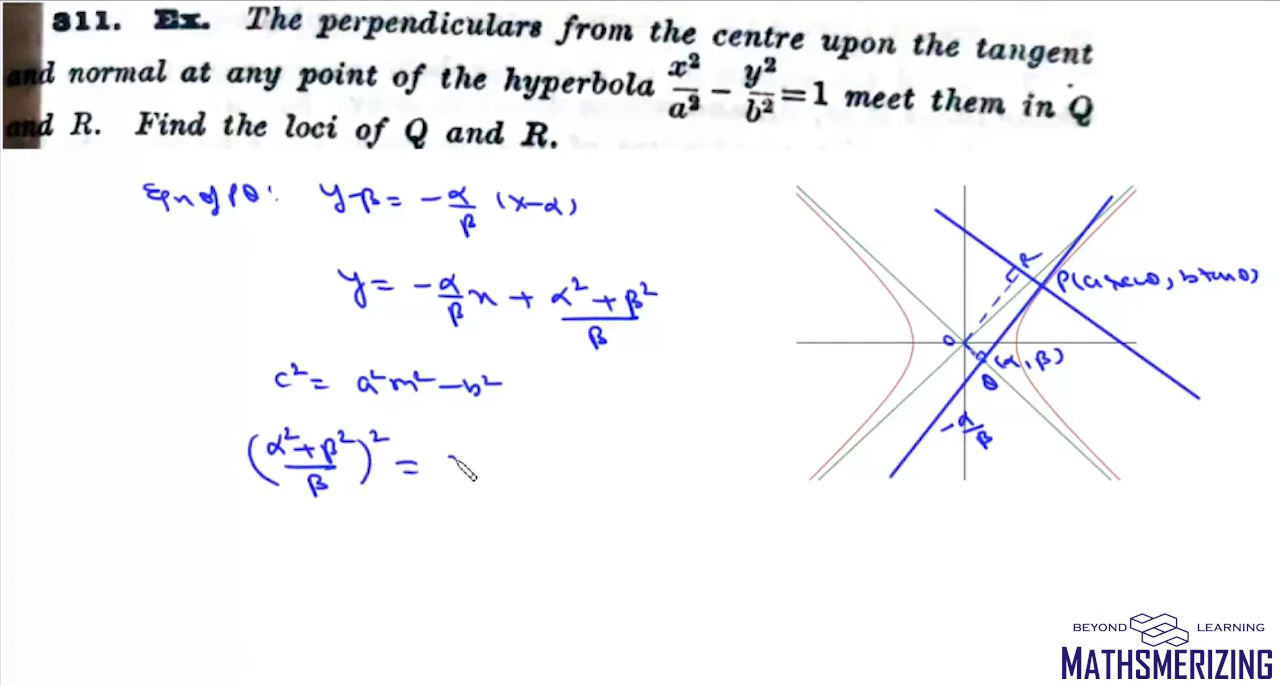 311. Ex. The perpendiculars from the centre upon the tangent
and normal at any point of the hyperbola x²/a² − y²/b² = 1 meet them in Q
and R. Find the loci of Q and R.
Eqn of PQ: y-β = -α/β (x-α)
y = -α/β x + (α² + β²)/β
c² = a²m² - b²
((α² + β²)/β)² =
R
P(a secθ, b tanθ)
O
(α, β)
Q
-α/β
BEYOND LEARNING
MATHSMERIZING